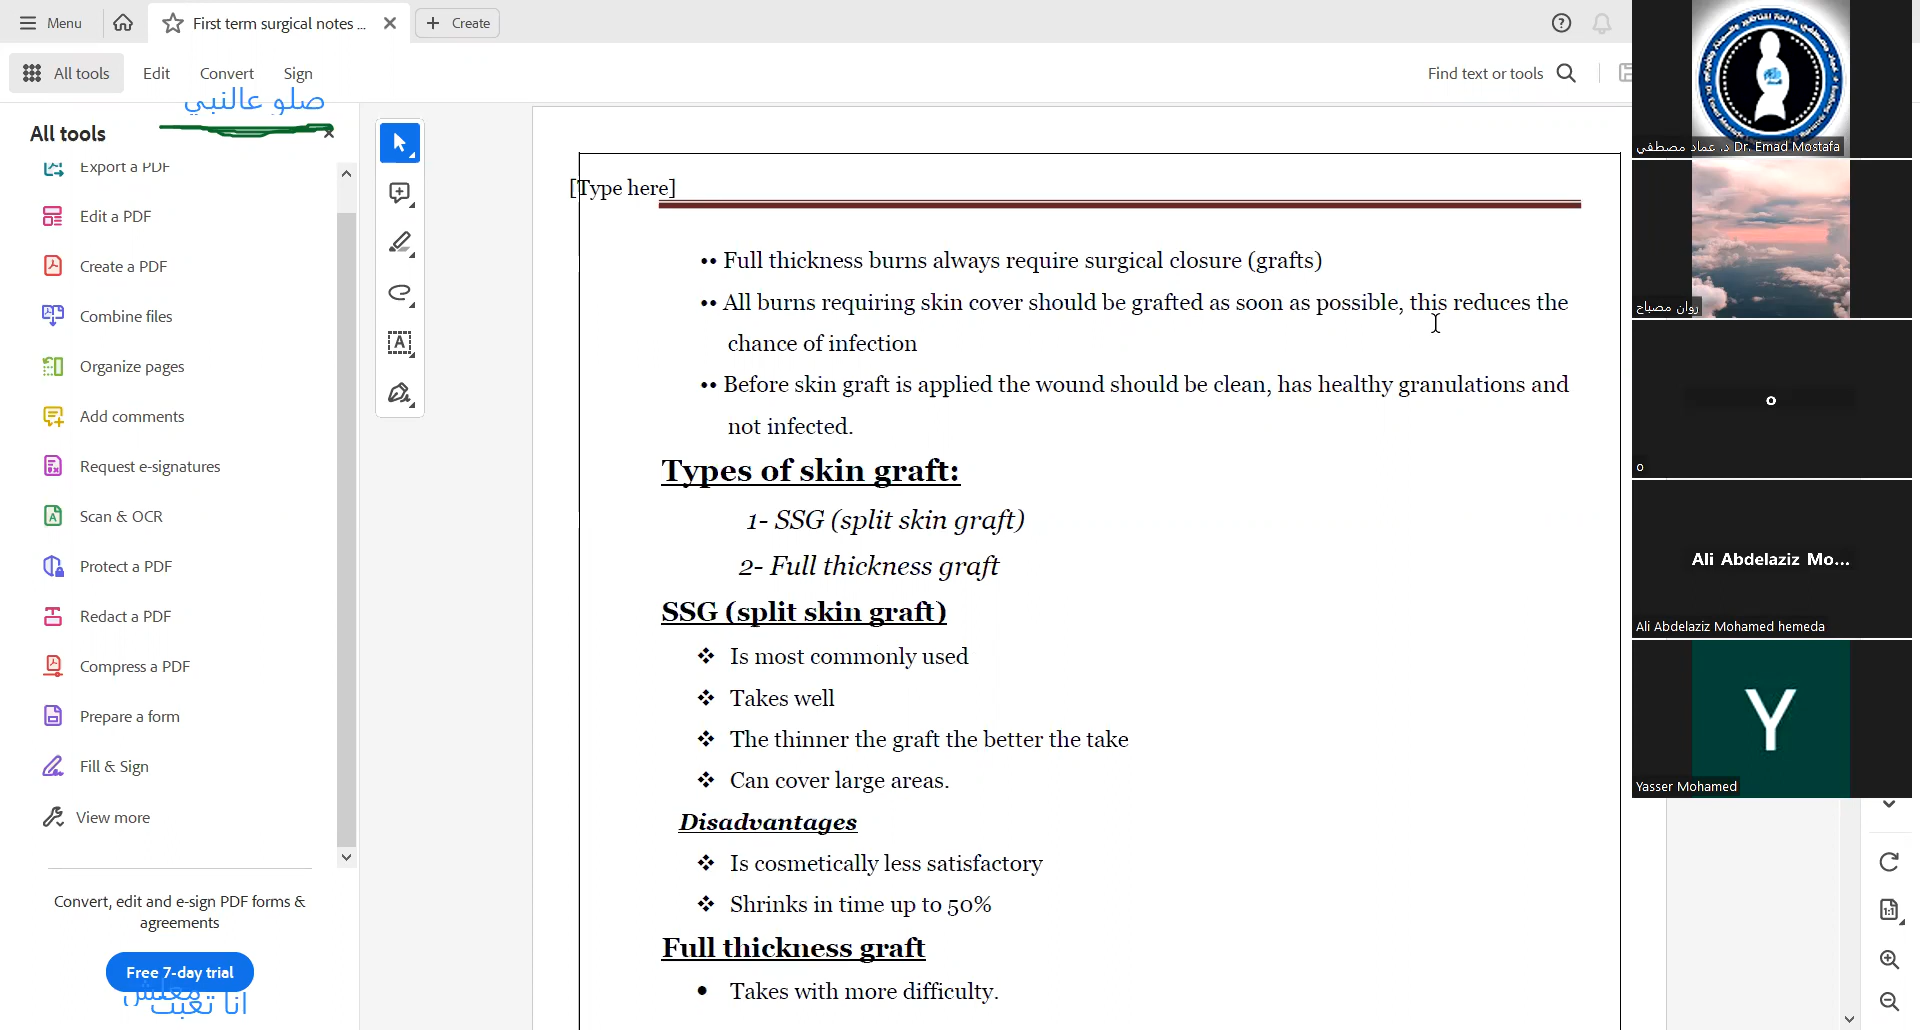 Menu
First term surgical notes ...
Create
All tools
Edit
Convert
Sign
Find text or tools
صلو عالنبي
All tools
Export a PDF
Edit a PDF
Create a PDF
Combine files
Organize pages
Add comments
Request e-signatures
Scan & OCR
Protect a PDF
Redact a PDF
Compress a PDF
Prepare a form
Fill & Sign
View more
Convert, edit and e-sign PDF forms &
agreements
Free 7-day trial
معلش
انا تعبت
[Type here]
•• Full thickness burns always require surgical closure (grafts)
•• All burns requiring skin cover should be grafted as soon as possible, this reduces the
chance of infection
•• Before skin graft is applied the wound should be clean, has healthy granulations and
not infected.
Types of skin graft:
1- SSG (split skin graft)
2- Full thickness graft
SSG (split skin graft)
❖ Is most commonly used
❖ Takes well
❖ The thinner the graft the better the take
❖ Can cover large areas.
Disadvantages
❖ Is cosmetically less satisfactory
❖ Shrinks in time up to 50%
Full thickness graft
• Takes with more difficulty.
د. عماد مصطفي Dr. Emad Mostafa
روان مصباح
o
o
Ali Abdelaziz Mo...
Ali Abdelaziz Mohamed hemeda
Y
Yasser Mohamed